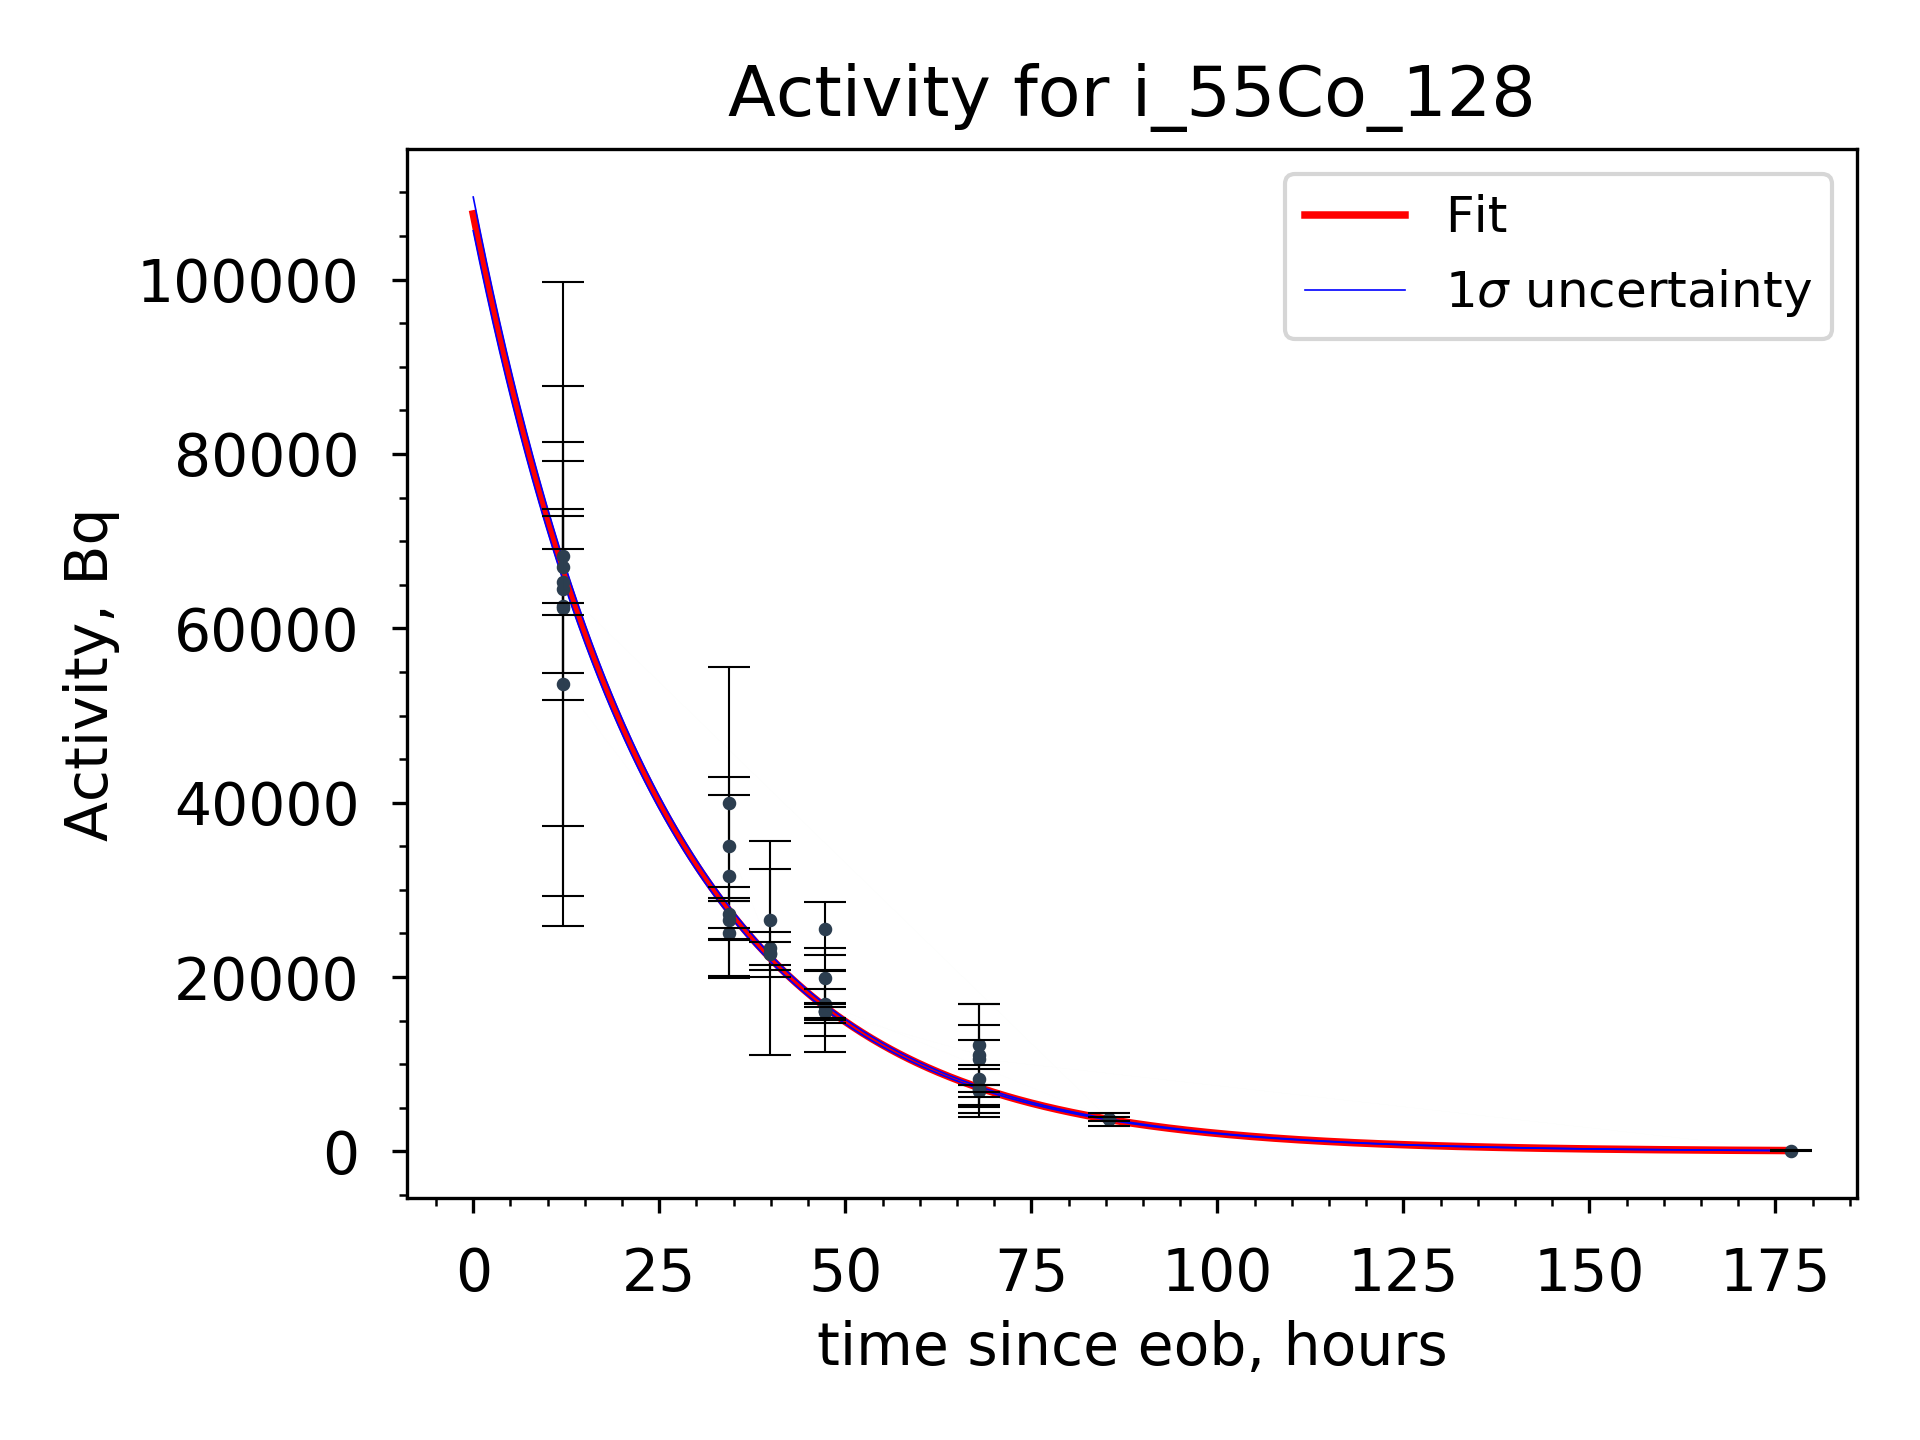 Activity for i_55Co_128
Fit
1σ uncertainty
Activity, Bq
100000
80000
60000
40000
20000
0
0 25 50 75 100 125 150 175
time since eob, hours